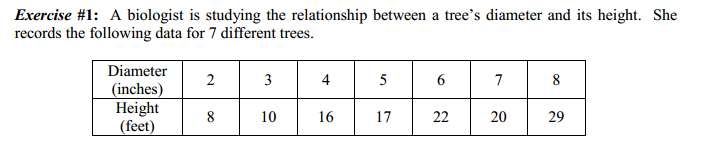 Exercise #1: A biologist is studying the relationship between a tree's diameter and its height. She
records the following data for 7 different trees.
Diameter
(inches) 2 3 4 5 6 7 8
Height
(feet) 8 10 16 17 22 20 29